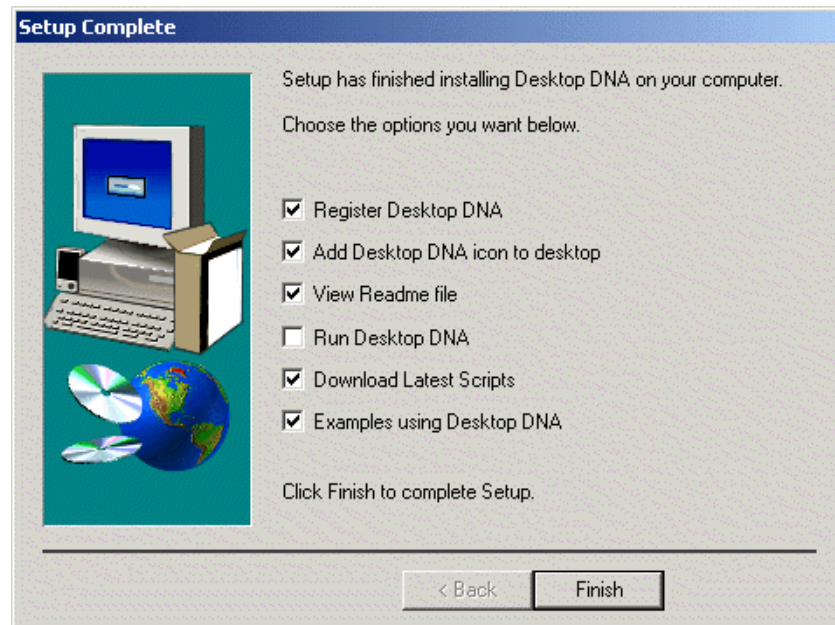 Setup Complete
Setup has finished installing Desktop DNA on your computer.
Choose the options you want below.
Register Desktop DNA
Add Desktop DNA icon to desktop
View Readme file
Run Desktop DNA
Download Latest Scripts
Examples using Desktop DNA
Click Finish to complete Setup.
< Back Finish